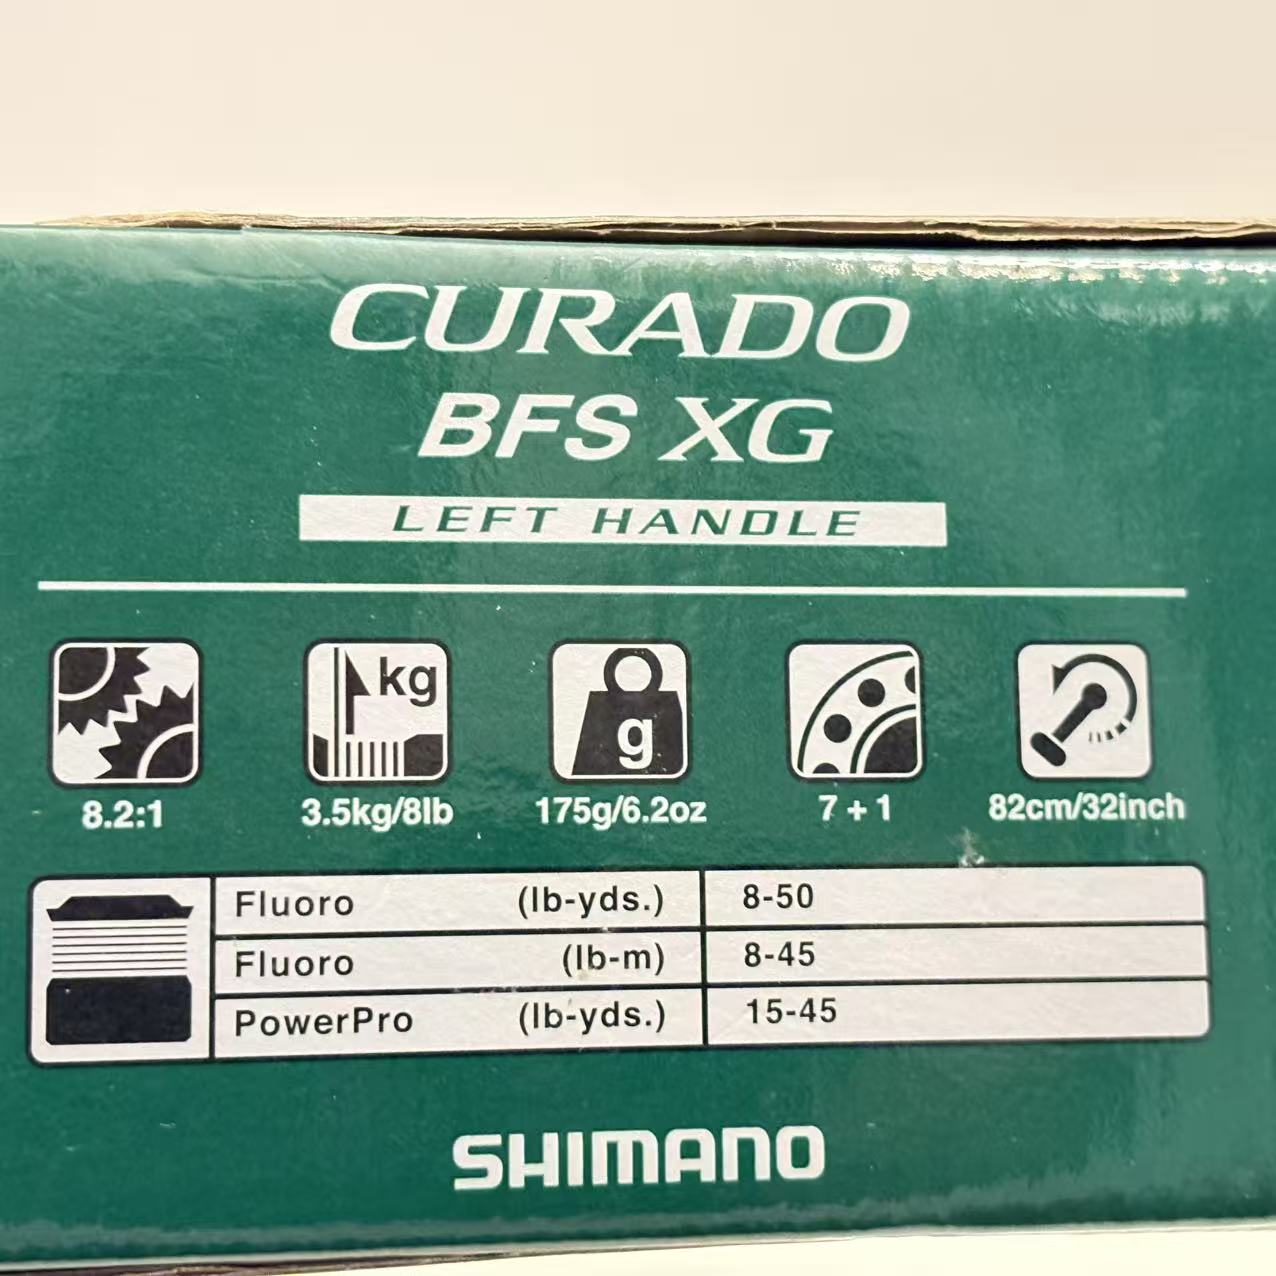 CURADO
BFS XG
LEFT HANDLE
kg
g
8.2:1 3.5kg/8lb 175g/6.2oz 7+1 82cm/32inch
Fluoro (lb-yds.) 8-50
Fluoro (lb-m) 8-45
PowerPro (lb-yds.) 15-45
SHIMANO